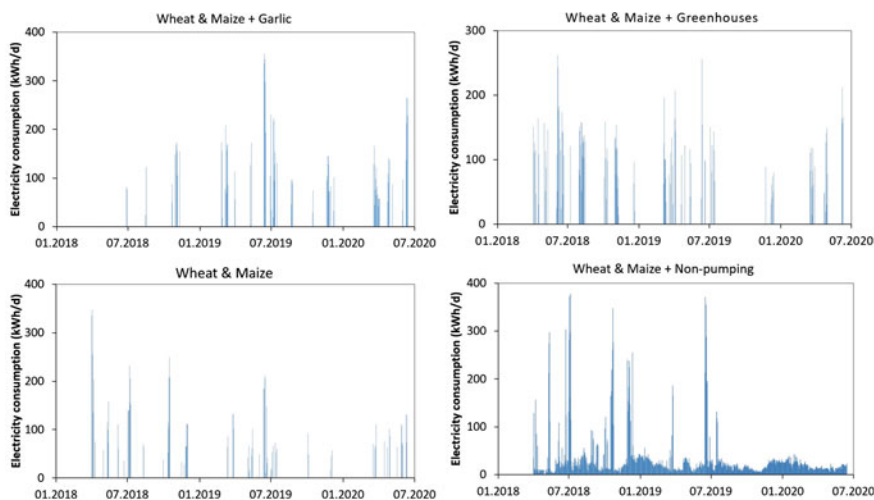 Wheat & Maize + Garlic
Electricity consumption (kWh/d)
400
300
200
100
0
01.2018 07.2018 01.2019 07.2019 01.2020 07.2020
Wheat & Maize + Greenhouses
Electricity consumption (kWh/d)
300
200
100
0
01.2018 07.2018 01.2019 07.2019 01.2020 07.2020
Wheat & Maize
Electricity consumption (kWh/d)
400
300
200
100
0
01.2018 07.2018 01.2019 07.2019 01.2020 07.2020
Wheat & Maize + Non-pumping
Electricity consumption (kWh/d)
400
300
200
100
0
01.2018 07.2018 01.2019 07.2019 01.2020 07.2020